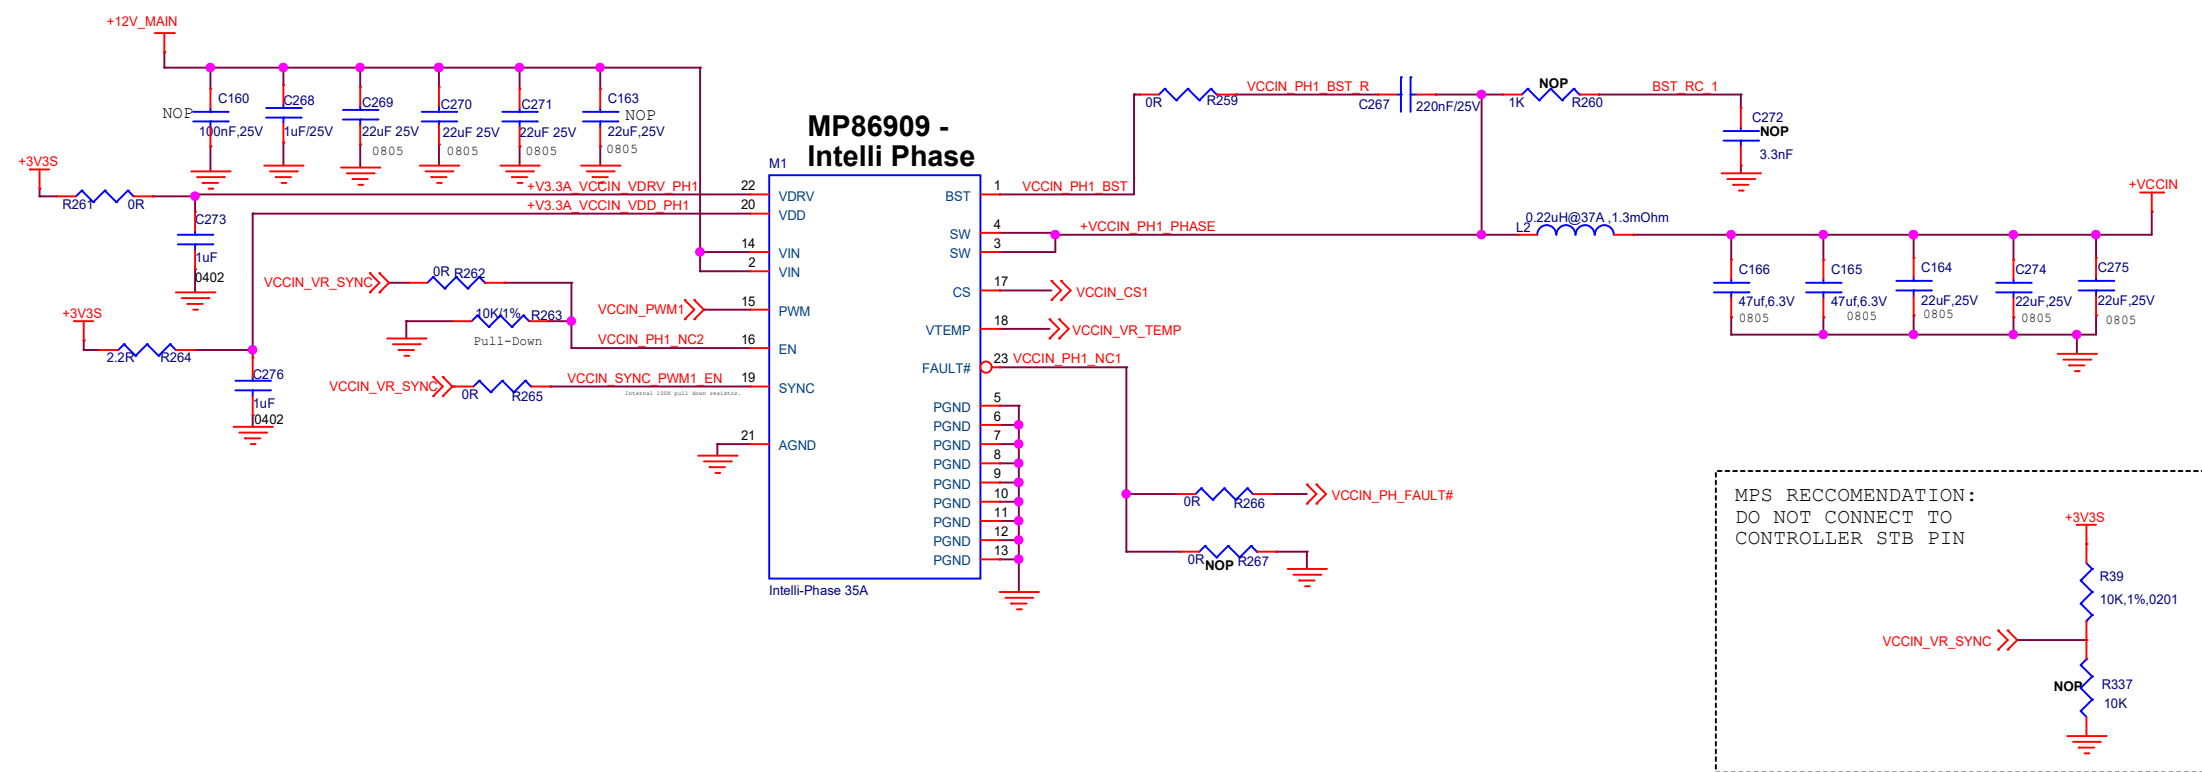 +12V_MAIN
C160
NOP
100nF,25V
C268
1uF/25V
C269
22uF 25V
0805
C270
22uF 25V
0805
C271
22uF 25V
0805
C163
NOP
22uF,25V
0805
MP86909 -
Intelli Phase
M1
+3V3S
R261
0R
C273
1uF
0402
+V3.3A_VCCIN_VDRV_PH1
22
VDRV
+V3.3A_VCCIN_VDD_PH1
20
VDD
14
VIN
2
VIN
VCCIN_VR_SYNC
0R
R262
VCCIN_PWM1
15
PWM
10K/1%
R263
Pull-Down
VCCIN_PH1_NC2
16
EN
+3V3S
2.2R
R264
C276
1uF
0402
VCCIN_VR_SYNC
0R
R265
VCCIN_SYNC_PWM1_EN
Internal 100K pull down resistor.
19
SYNC
21
AGND
Intelli-Phase 35A
BST
1
VCCIN_PH1_BST
0R
R259
VCCIN_PH1_BST_R
C267
220nF/25V
NOP
1K
R260
BST_RC_1
C272
NOP
3.3nF
SW
4
SW
3
+VCCIN_PH1_PHASE
0.22uH@37A ,1.3mOhm
L2
+VCCIN
C166
47uf,6.3V
0805
C165
47uf,6.3V
0805
C164
22uF,25V
0805
C274
22uF,25V
0805
C275
22uF,25V
0805
CS
17
VCCIN_CS1
VTEMP
18
VCCIN_VR_TEMP
FAULT#
23
VCCIN_PH1_NC1
PGND
5
PGND
6
PGND
7
PGND
8
PGND
9
PGND
10
PGND
11
PGND
12
PGND
13
0R
R266
VCCIN_PH_FAULT#
0R
NOP
R267
MPS RECCOMENDATION:
DO NOT CONNECT TO
CONTROLLER STB PIN
+3V3S
R39
10K,1%,0201
VCCIN_VR_SYNC
NOP
R337
10K